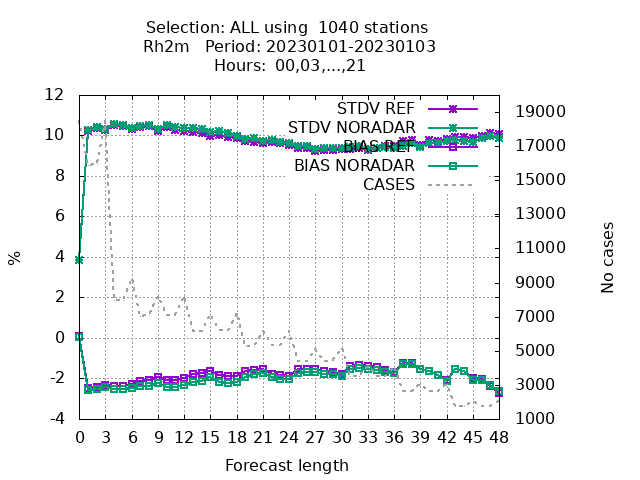 Selection: ALL using  1040 stations
Rh2m   Period: 20230101-20230103
Hours: 00,03,...,21
STDV REF
STDV NORADAR
BIAS REF
BIAS NORADAR
CASES
12
10
8
6
4
2
0
-2
-4
19000
17000
15000
13000
11000
9000
7000
5000
3000
1000
%
No cases
0 3 6 9 12 15 18 21 24 27 30 33 36 39 42 45 48
Forecast length